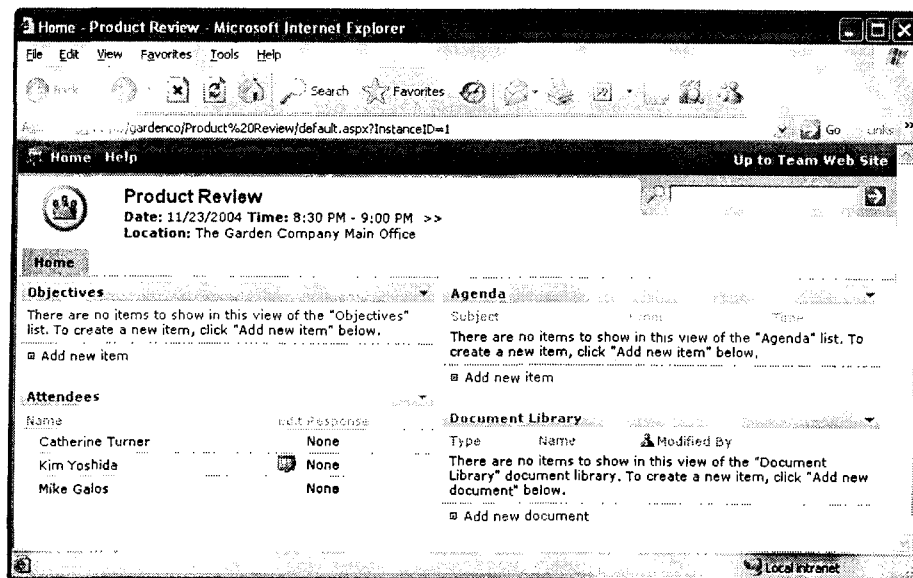 Home - Product Review - Microsoft Internet Explorer
File Edit View Favorites Tools Help
Back Search Favorites
/gardenco/Product%20Review/default.aspx?InstanceID=1 Go Links »
Home Help Up to Team Web Site
Product Review
Date: 11/23/2004 Time: 8:30 PM - 9:00 PM >>
Location: The Garden Company Main Office
Home
Objectives
There are no items to show in this view of the "Objectives"
list. To create a new item, click "Add new item" below.
Add new item
Attendees
Name Edit Response
Catherine Turner None
Kim Yoshida None
Mike Galos None
Agenda
Subject Time
There are no items to show in this view of the "Agenda" list. To
create a new item, click "Add new item" below.
Add new item
Document Library
Type Name Modified By
There are no items to show in this view of the "Document
Library" document library. To create a new item, click "Add new
document" below.
Add new document
Local intranet